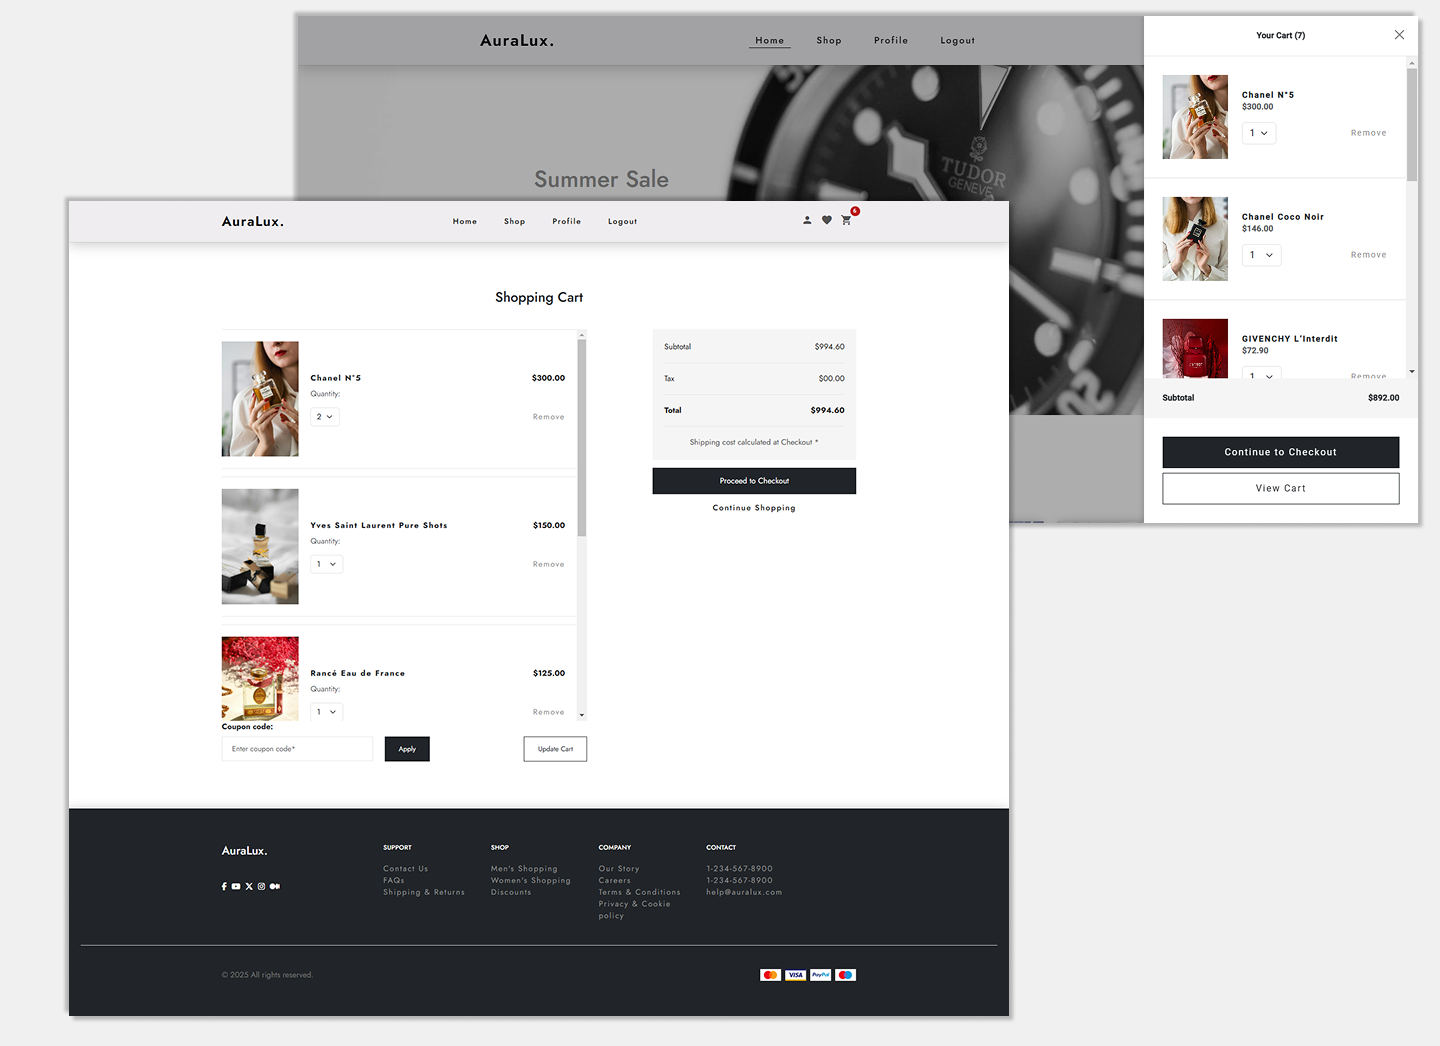 AuraLux.
Home Shop Profile Logout
Your Cart (7)
TUDOR
GENEVE
Summer Sale
Chanel N°5
$300.00
1
Remove
Chanel Coco Noir
$146.00
1
Remove
GIVENCHY L'Interdit
$72.90
1
Remove
Subtotal $892.00
Continue to Checkout
View Cart
AuraLux.
Home Shop Profile Logout
6
Shopping Cart
Chanel N°5 $300.00
Quantity:
2
Remove
Yves Saint Laurent Pure Shots $150.00
Quantity:
1
Remove
Rancé Eau de France $125.00
Quantity:
1
Remove
Coupon code:
Enter coupon code*
Apply
Update Cart
Subtotal $994.60
Tax $00.00
Total $994.60
Shipping cost calculated at Checkout *
Proceed to Checkout
Continue Shopping
AuraLux.
SUPPORT
Contact Us
FAQs
Shipping & Returns
SHOP
Men's Shopping
Women's Shopping
Discounts
COMPANY
Our Story
Careers
Terms & Conditions
Privacy & Cookie
policy
CONTACT
1-234-567-8900
1-234-567-8900
help@auralux.com
© 2025 All rights reserved.
VISA
PayPal